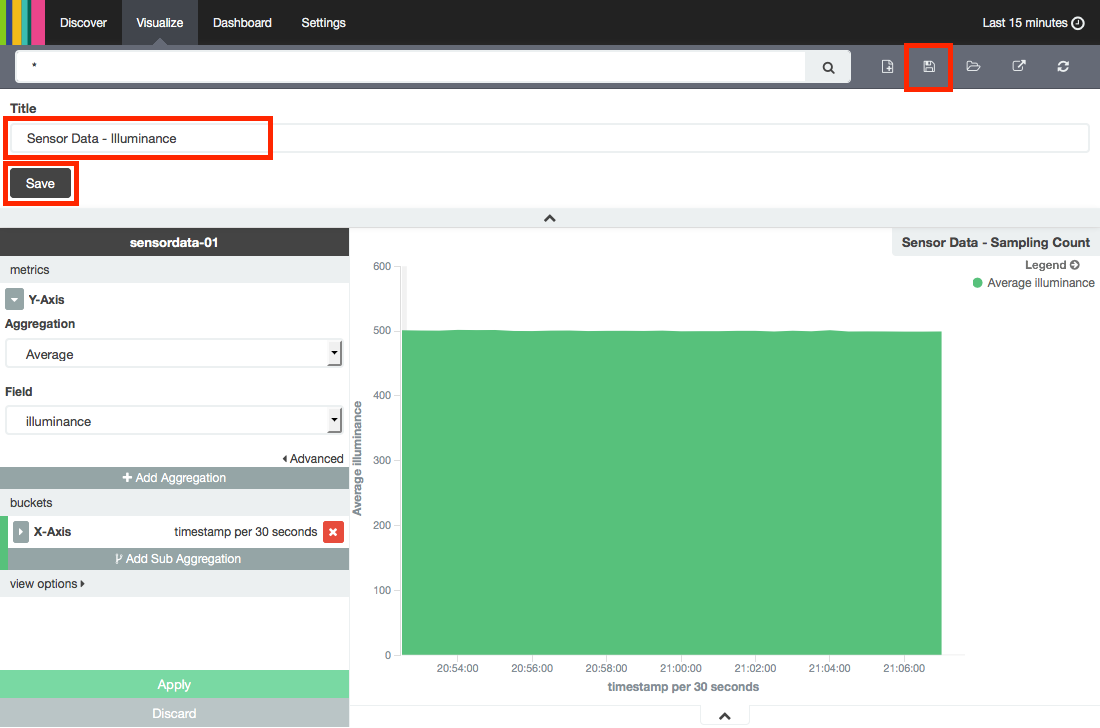 Discover Visualize Dashboard Settings Last 15 minutes
*
Title
Sensor Data - Illuminance
Save
sensordata-01
metrics
Y-Axis
Aggregation
Average
Field
illuminance
Advanced
Add Aggregation
buckets
X-Axis timestamp per 30 seconds
Add Sub Aggregation
view options
Apply
Discard
Sensor Data - Sampling Count
Legend
Average illuminance
Average illuminance
600
500
400
300
200
100
0
20:54:00 20:56:00 20:58:00 21:00:00 21:02:00 21:04:00 21:06:00
timestamp per 30 seconds